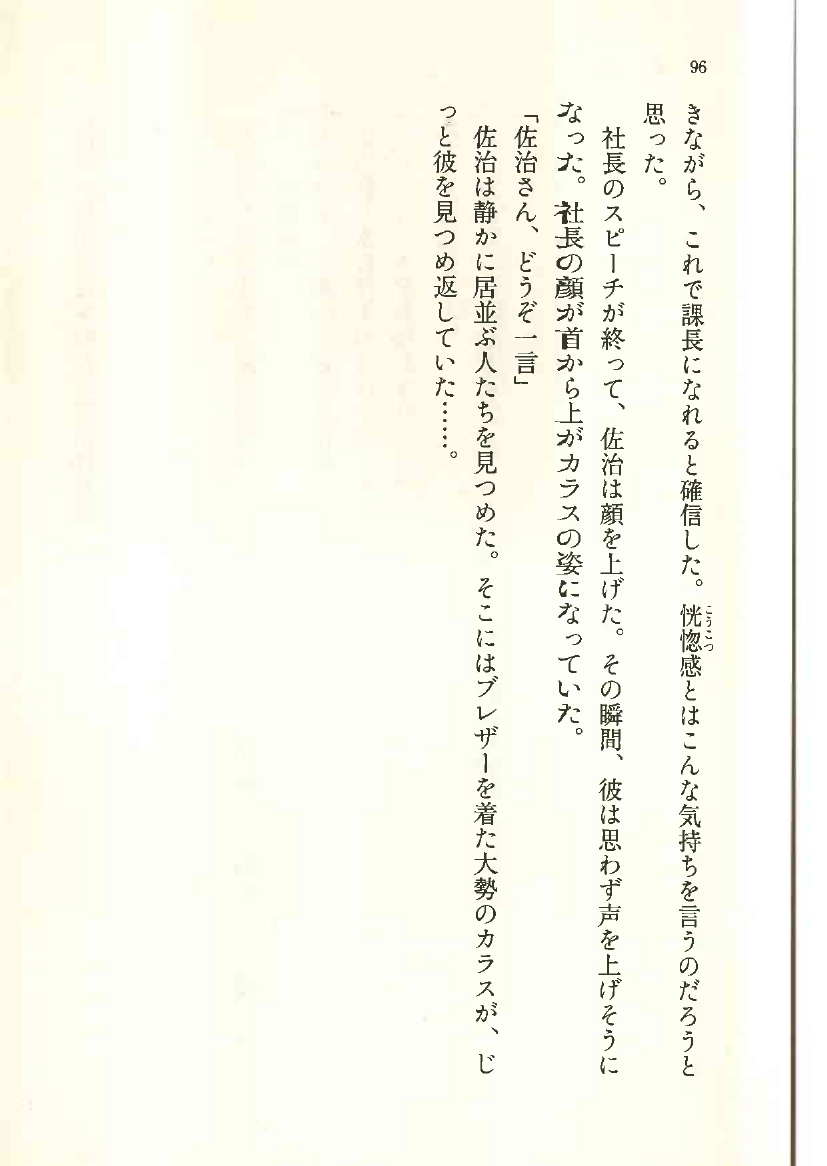 96
きながら、これで課長になれると確信した。恍惚感とはこんな気持ちを言うのだろうと
こうこつ
思った。
社長のスピーチが終って、佐治は顔を上げた。その瞬間、彼は思わず声を上げそうに
なった。社長の顔が首から上がカラスの姿になっていた。
「佐治さん、どうぞ一言」
佐治は静かに居並ぶ人たちを見つめた。そこにはブレザーを着た大勢のカラスが、じ
っと彼を見つめ返していた……。